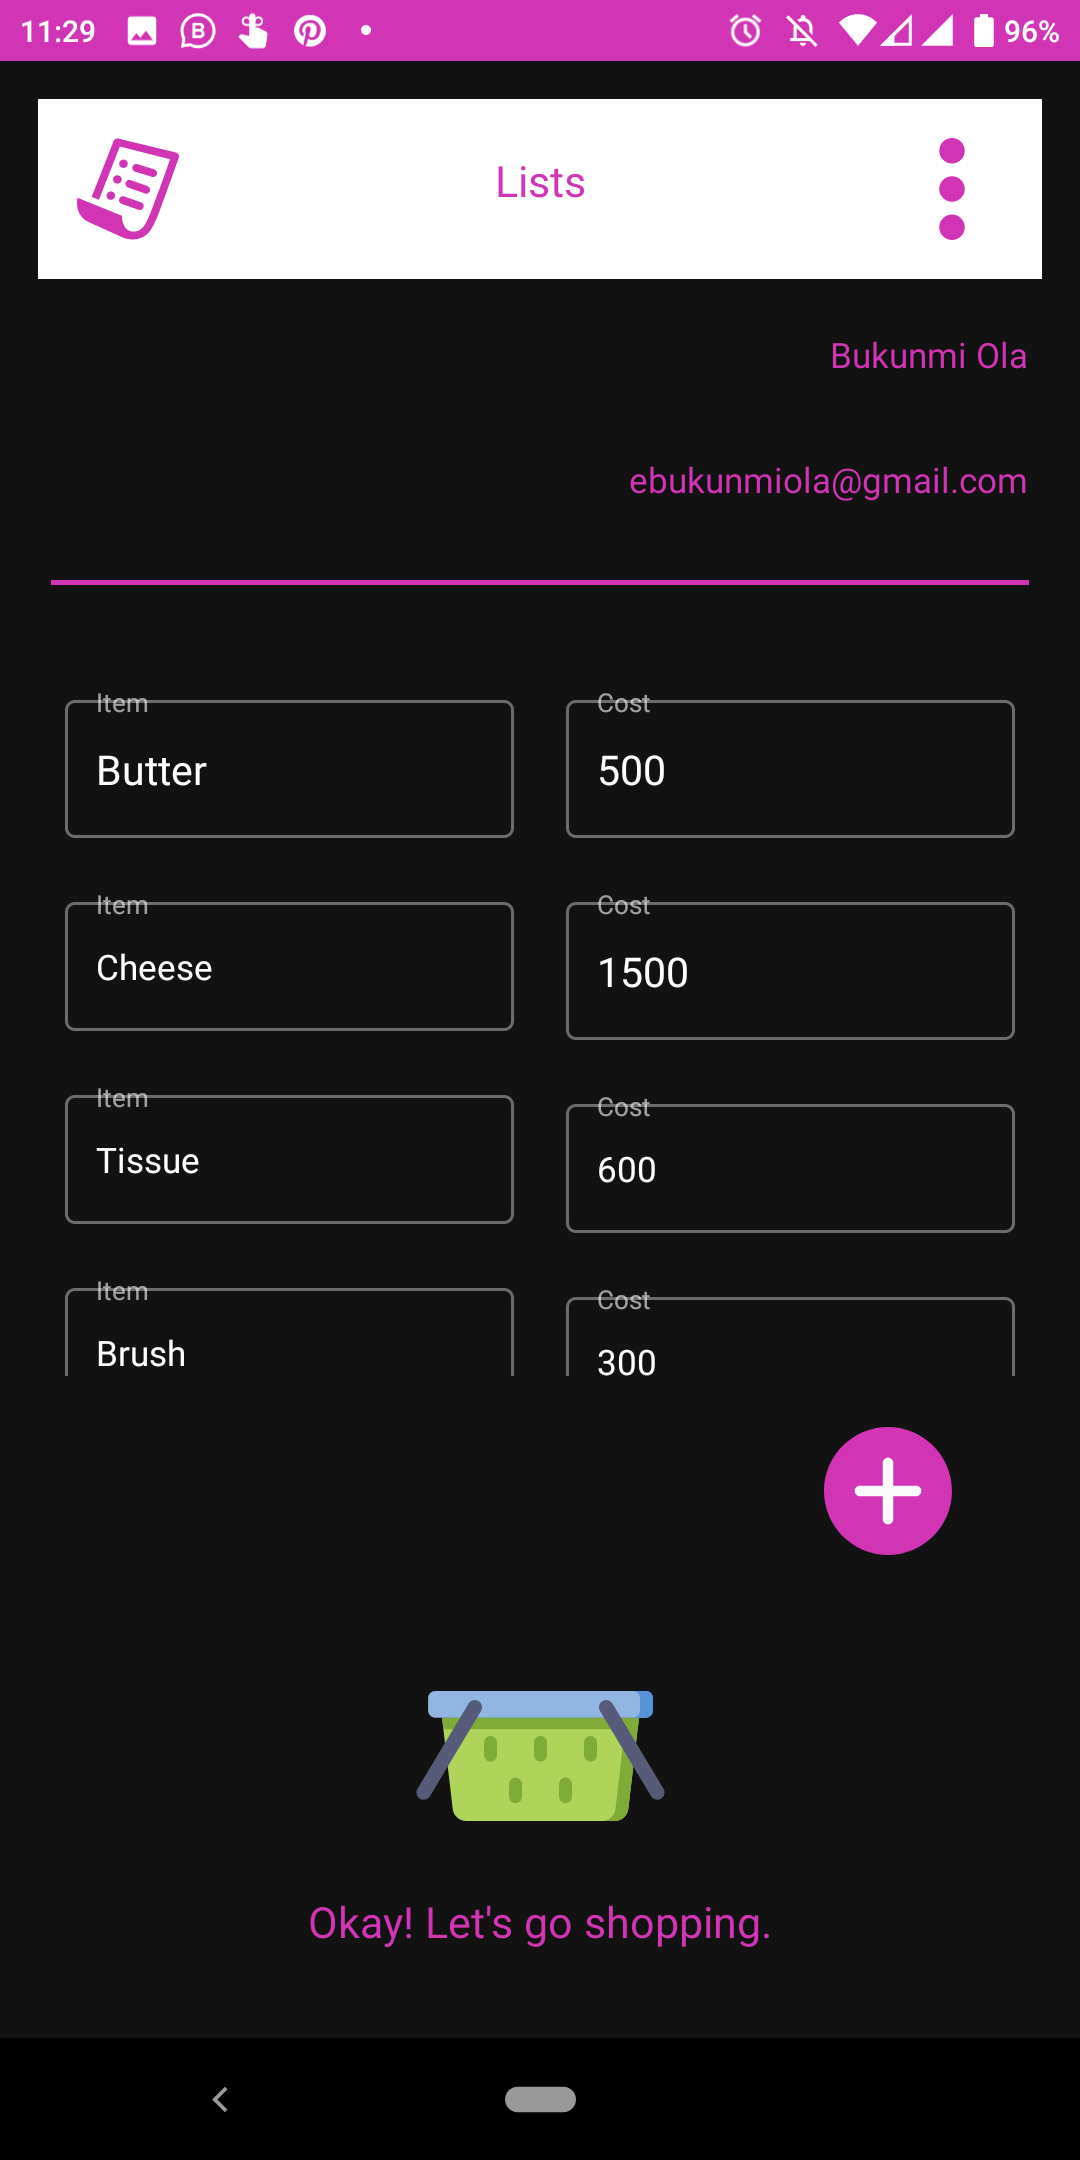 11:29
96%
Lists
Bukunmi Ola
ebukunmiola@gmail.com
Item Cost
Butter 500
Item Cost
Cheese 1500
Item Cost
Tissue 600
Item Cost
Brush 300
Okay! Let's go shopping.